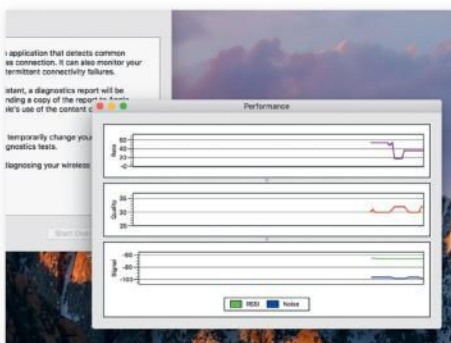 application that detects common
connection. It can also monitor your
termittent connectivity failures.
stant, a diagnostics report will be
nding a copy of the report to Apple
le's use of the content
temporarily change you
gnostics tests.
diagnosing your wireless
Performance
Rate
60
40
20
-0
Quality
35
30
25
Signal
-60
-80
-100
RSSI
Noise